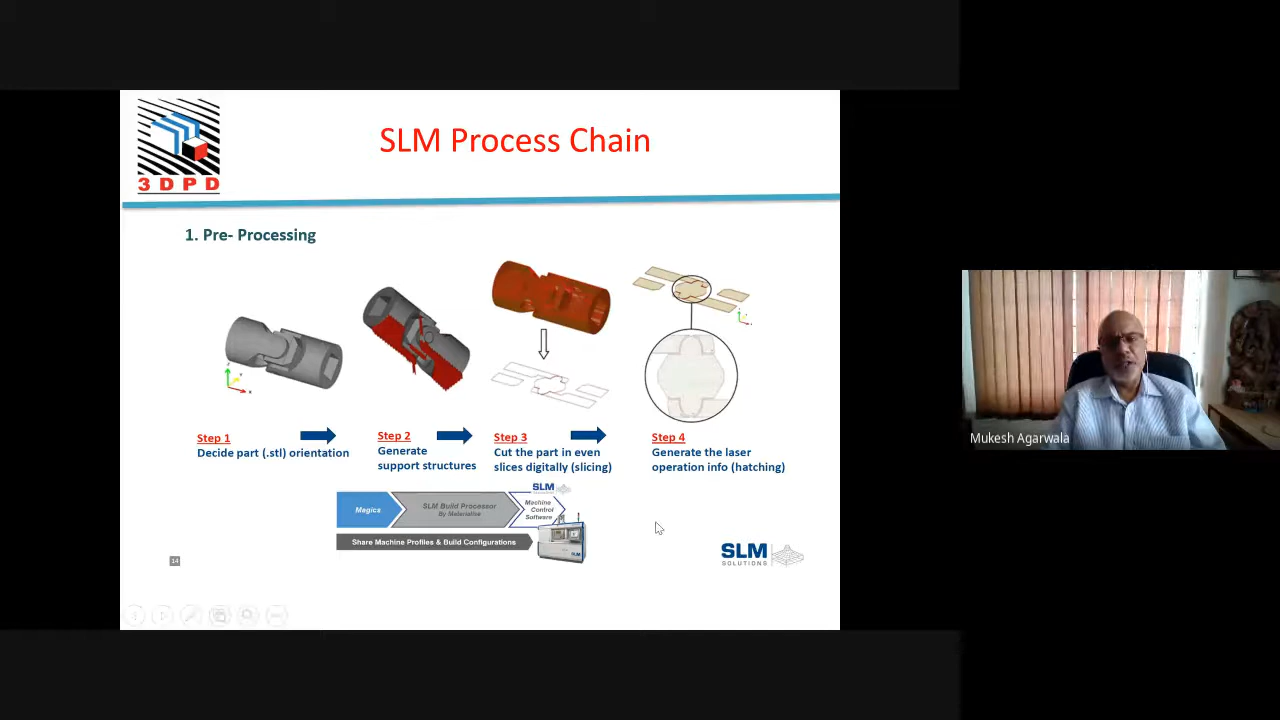 3DPD
SLM Process Chain
1. Pre- Processing
Step 1
Decide part (.stl) orientation
Step 2
Generate
support structures
Step 3
Cut the part in even
slices digitally (slicing)
Step 4
Generate the laser
operation info (hatching)
Magics
SLM Build Processor
By Materialise
SLM
Machine
Control
Software
Share Machine Profiles & Build Configurations
14
SLM
SOLUTIONS
Mukesh Agarwala